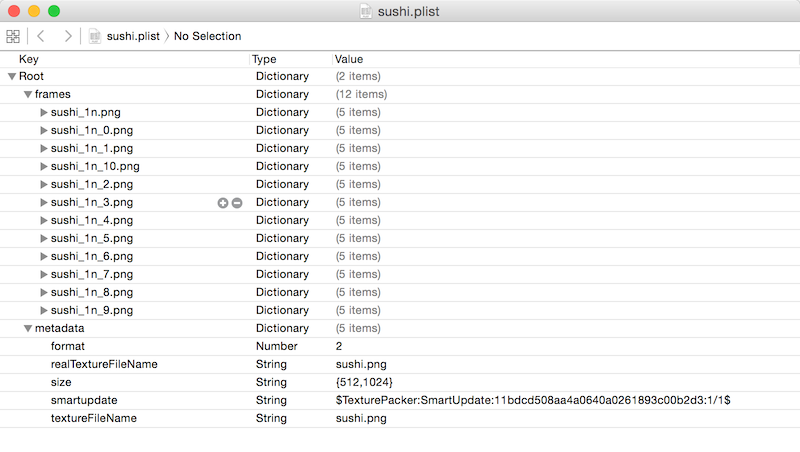 sushi.plist
sushi.plist No Selection
Key Type Value
Root Dictionary (2 items)
frames Dictionary (12 items)
sushi_1n.png Dictionary (5 items)
sushi_1n_0.png Dictionary (5 items)
sushi_1n_1.png Dictionary (5 items)
sushi_1n_10.png Dictionary (5 items)
sushi_1n_2.png Dictionary (5 items)
sushi_1n_3.png Dictionary (5 items)
sushi_1n_4.png Dictionary (5 items)
sushi_1n_5.png Dictionary (5 items)
sushi_1n_6.png Dictionary (5 items)
sushi_1n_7.png Dictionary (5 items)
sushi_1n_8.png Dictionary (5 items)
sushi_1n_9.png Dictionary (5 items)
metadata Dictionary (5 items)
format Number 2
realTextureFileName String sushi.png
size String {512,1024}
smartupdate String $TexturePacker:SmartUpdate:11bdcd508aa4a0640a0261893c00b2d3:1/1$
textureFileName String sushi.png